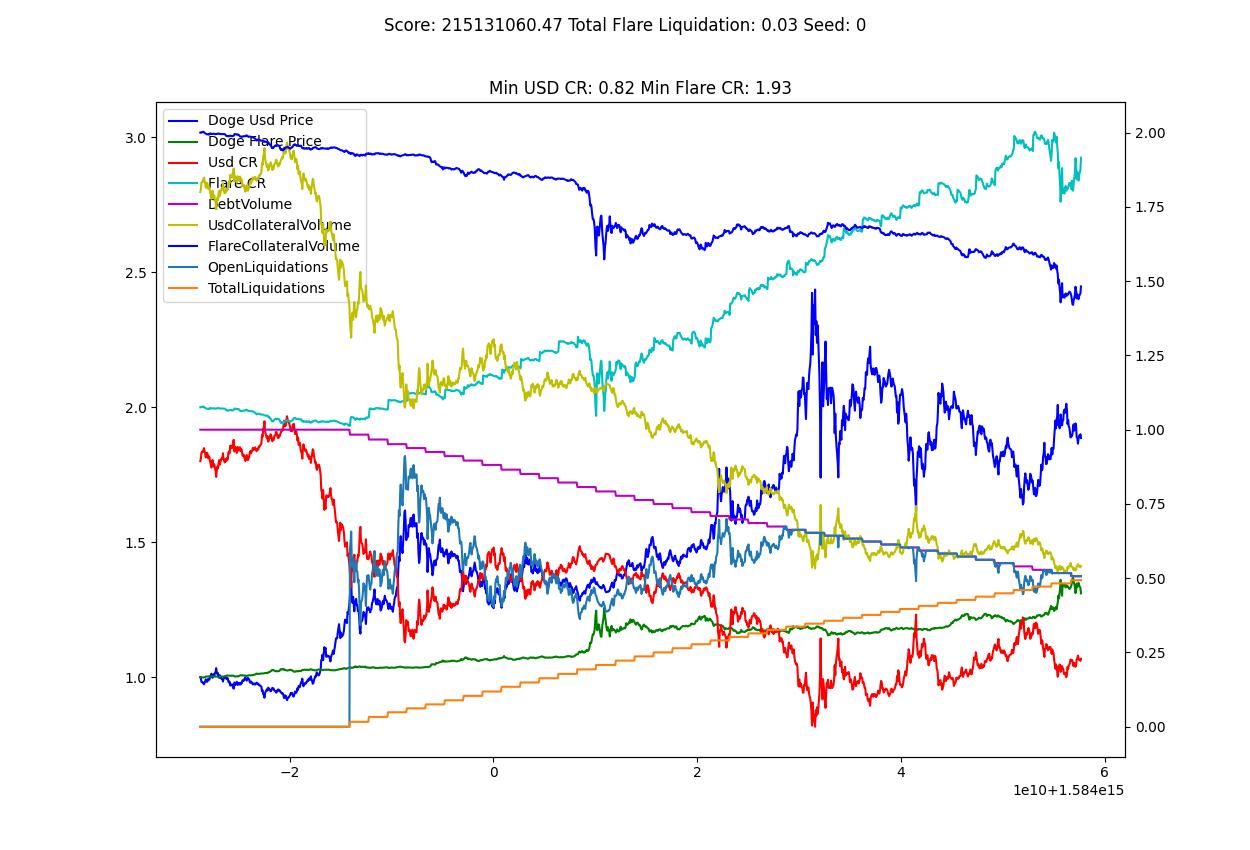 Score: 215131060.47 Total Flare Liquidation: 0.03 Seed: 0
Min USD CR: 0.82 Min Flare CR: 1.93
Doge Usd Price
Doge Flare Price
Usd CR
Flare CR
DebtVolume
UsdCollateralVolume
FlareCollateralVolume
OpenLiquidations
TotalLiquidations
3.0
2.5
2.0
1.5
1.0
2.00
1.75
1.50
1.25
1.00
0.75
0.50
0.25
0.00
−2 0 2 4 6
1e10+1.584e15